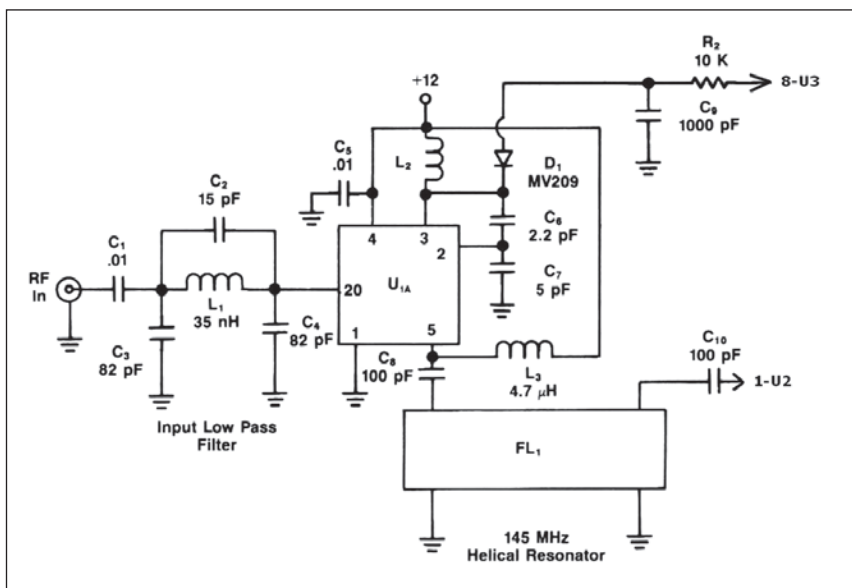 R₂
10 K
8-U3
+12
C₉
1000 pF
C₅
.01
L₂
D₁
MV209
C₂
15 pF
4
3
C₆
2.2 pF
2
C₁
.01
RF
In
L₁
35 nH
20
U₁A
C₇
5 pF
C₄
82 pF
1
5
C₃
82 pF
C₈
100 pF
L₃
4.7 μH
C₁₀
100 pF
1-U2
Input Low Pass
Filter
FL₁
145 MHz
Helical Resonator